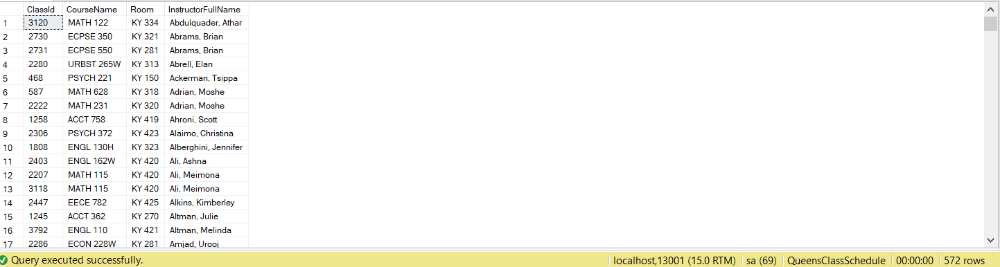 ClassId CourseName Room InstructorFullName
1 3120 MATH 122 KY 334 Abdulquader, Athar
2 2730 ECPSE 350 KY 321 Abrams, Brian
3 2731 ECPSE 550 KY 281 Abrams, Brian
4 2280 URBST 265W KY 313 Abrell, Elan
5 468 PSYCH 221 KY 150 Ackerman, Tsippa
6 587 MATH 628 KY 318 Adrian, Moshe
7 2222 MATH 231 KY 320 Adrian, Moshe
8 1258 ACCT 758 KY 419 Ahroni, Scott
9 2306 PSYCH 372 KY 423 Alaimo, Christina
10 1808 ENGL 130H KY 323 Alberghini, Jennifer
11 2403 ENGL 162W KY 420 Ali, Ashna
12 2207 MATH 115 KY 420 Ali, Meimona
13 3118 MATH 115 KY 420 Ali, Meimona
14 2447 EECE 782 KY 425 Alkins, Kimberley
15 1245 ACCT 362 KY 270 Altman, Julie
16 3792 ENGL 110 KY 421 Altman, Melinda
17 2286 ECON 228W KY 281 Amjad, Urooj
Query executed successfully. localhost,13001 (15.0 RTM) sa (69) QueensClassSchedule 00:00:00 572 rows